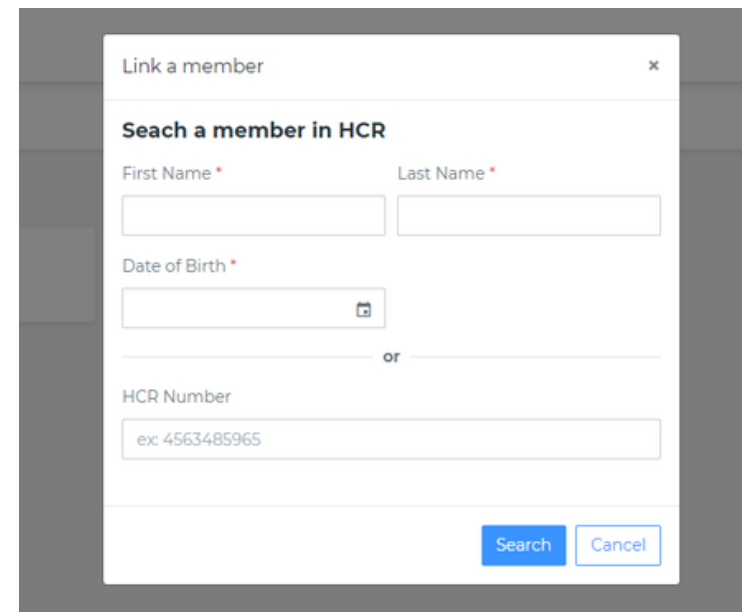 Link a member ×
Seach a member in HCR
First Name * Last Name *
Date of Birth *
or
HCR Number
ex: 4563485965
Search Cancel